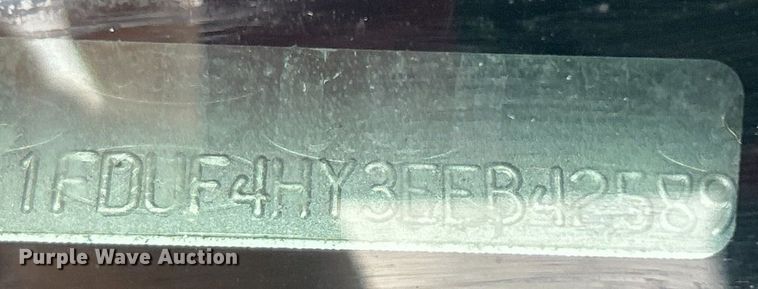 1FDUF4HY3EEB42589
Purple Wave Auction